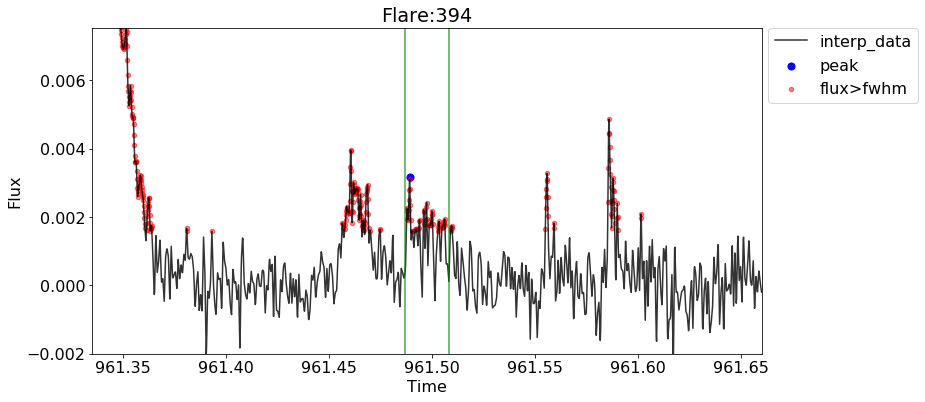 Flare:394
interp_data
peak
flux>fwhm
Flux
0.006
0.004
0.002
0.000
−0.002
961.35 961.40 961.45 961.50 961.55 961.60 961.65
Time